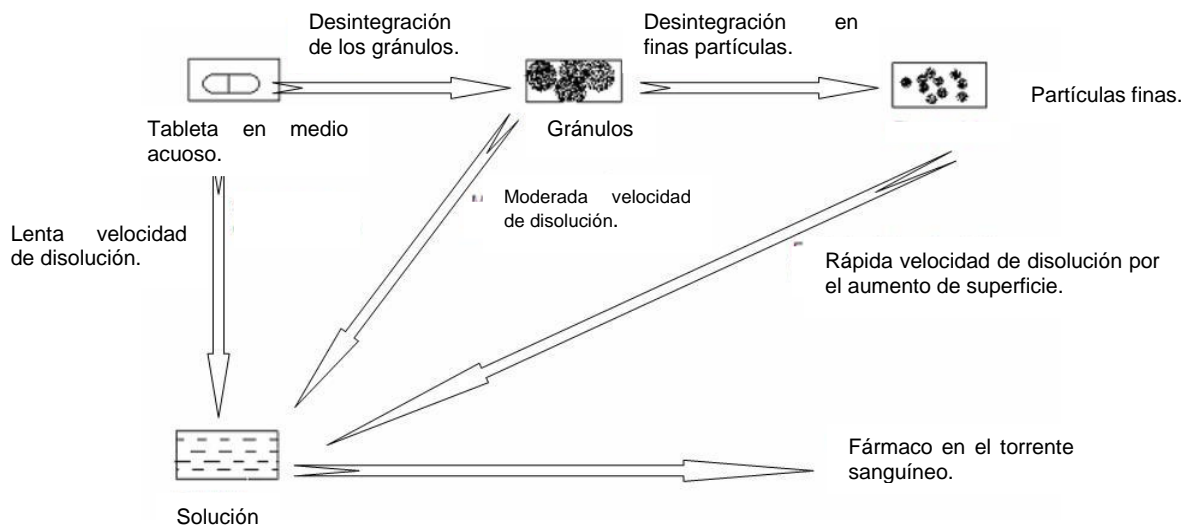 Desintegración
de los gránulos.
Desintegración en
finas partículas.
Partículas finas.
Tableta en medio
acuoso.
Gránulos
Moderada velocidad
de disolución.
Lenta velocidad
de disolución.
Rápida velocidad de disolución por
el aumento de superficie.
Fármaco en el torrente
sanguíneo.
Solución